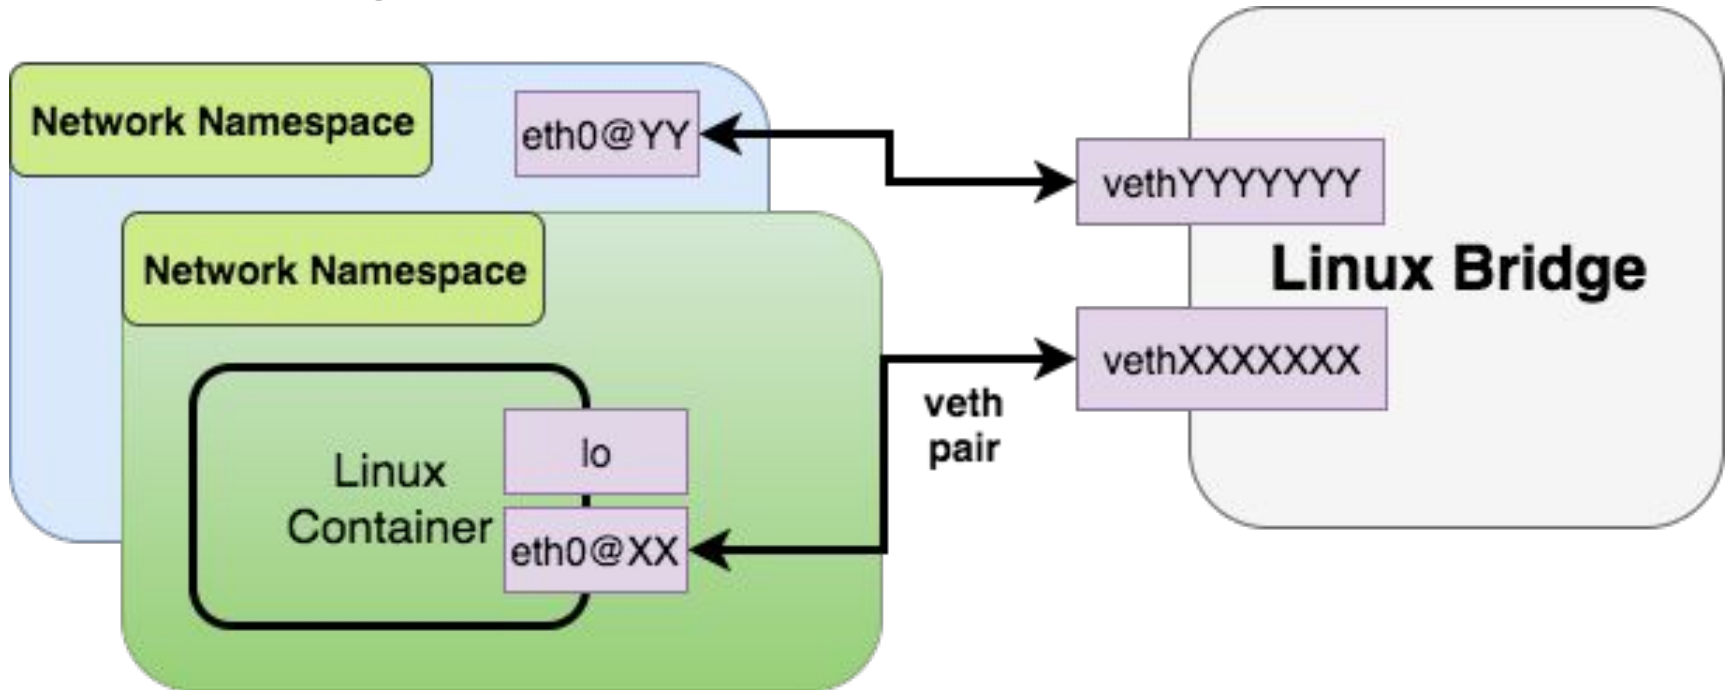 Network Namespace
eth0@YY
vethYYYYYYY
Network Namespace
Linux Bridge
vethXXXXXXX
veth
pair
lo
Linux
Container
eth0@XX